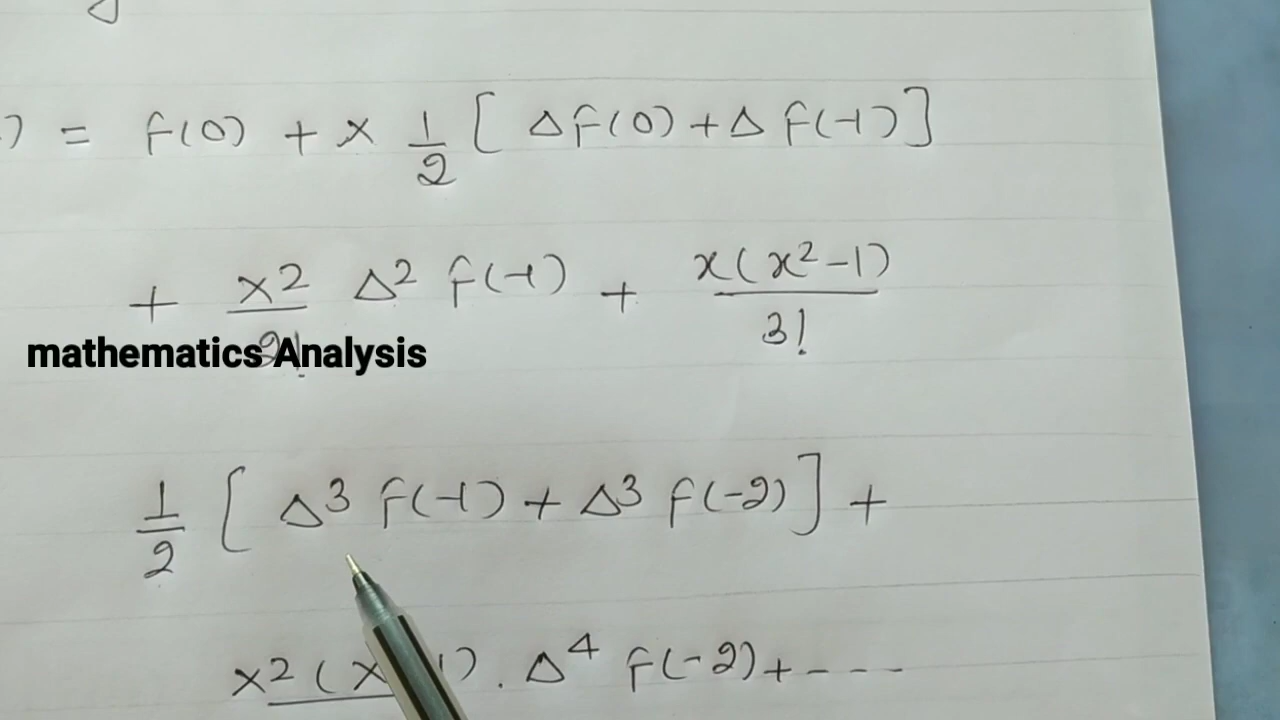 ) = f(0) + x 1/2 [ Δf(0) + Δ f(-1) ]
+ x2/2! Δ2 f(-1) + x(x2-1)/3!
mathematics Analysis
1/2 [ Δ3 f(-1) + Δ3 f(-2) ] +
x2 (x 1) . Δ4 f(-2) + ----